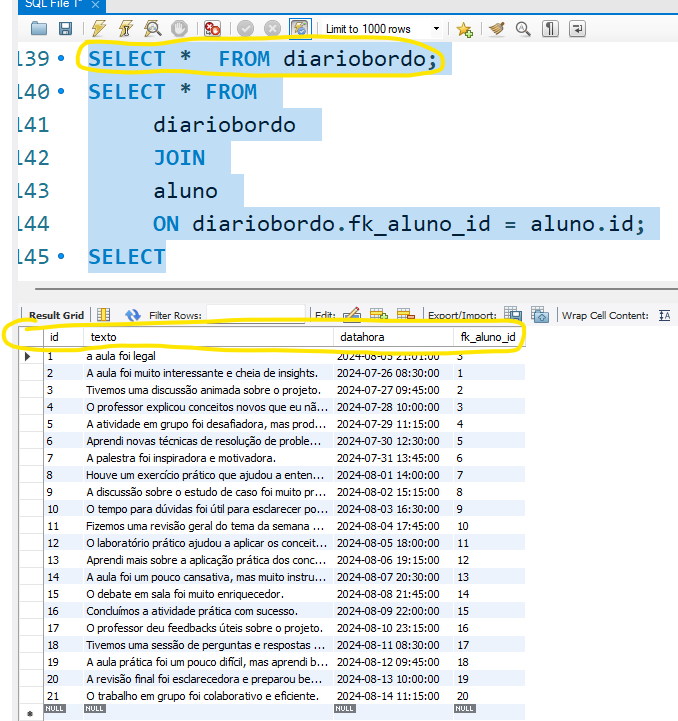 SQL File 1*
Limit to 1000 rows
139 SELECT * FROM diariobordo;
140 SELECT * FROM
141 diariobordo
142 JOIN
143 aluno
144 ON diariobordo.fk_aluno_id = aluno.id;
145 SELECT
Result Grid Filter Rows: Edit: Export/Import: Wrap Cell Content:
id texto datahora fk_aluno_id
1 a aula foi legal 2024-08-05 21:01:00 3
2 A aula foi muito interessante e cheia de insights. 2024-07-26 08:30:00 1
3 Tivemos uma discussão animada sobre o projeto. 2024-07-27 09:45:00 2
4 O professor explicou conceitos novos que eu nã... 2024-07-28 10:00:00 3
5 A atividade em grupo foi desafiadora, mas prod... 2024-07-29 11:15:00 4
6 Aprendi novas técnicas de resolução de proble... 2024-07-30 12:30:00 5
7 A palestra foi inspiradora e motivadora. 2024-07-31 13:45:00 6
8 Houve um exercício prático que ajudou a enten... 2024-08-01 14:00:00 7
9 A discussão sobre o estudo de caso foi muito pr... 2024-08-02 15:15:00 8
10 O tempo para dúvidas foi útil para esclarecer po... 2024-08-03 16:30:00 9
11 Fizemos uma revisão geral do tema da semana ... 2024-08-04 17:45:00 10
12 O laboratório prático ajudou a aplicar os conceit... 2024-08-05 18:00:00 11
13 Aprendi mais sobre a aplicação prática dos conc... 2024-08-06 19:15:00 12
14 A aula foi um pouco cansativa, mas muito instru... 2024-08-07 20:30:00 13
15 O debate em sala foi muito enriquecedor. 2024-08-08 21:45:00 14
16 Concluímos a atividade prática com sucesso. 2024-08-09 22:00:00 15
17 O professor deu feedbacks úteis sobre o projeto. 2024-08-10 23:15:00 16
18 Tivemos uma sessão de perguntas e respostas ... 2024-08-11 08:30:00 17
19 A aula prática foi um pouco difícil, mas aprendi b... 2024-08-12 09:45:00 18
20 A revisão final foi esclarecedora e preparou be... 2024-08-13 10:00:00 19
21 O trabalho em grupo foi colaborativo e eficiente. 2024-08-14 11:15:00 20
NULL NULL NULL NULL